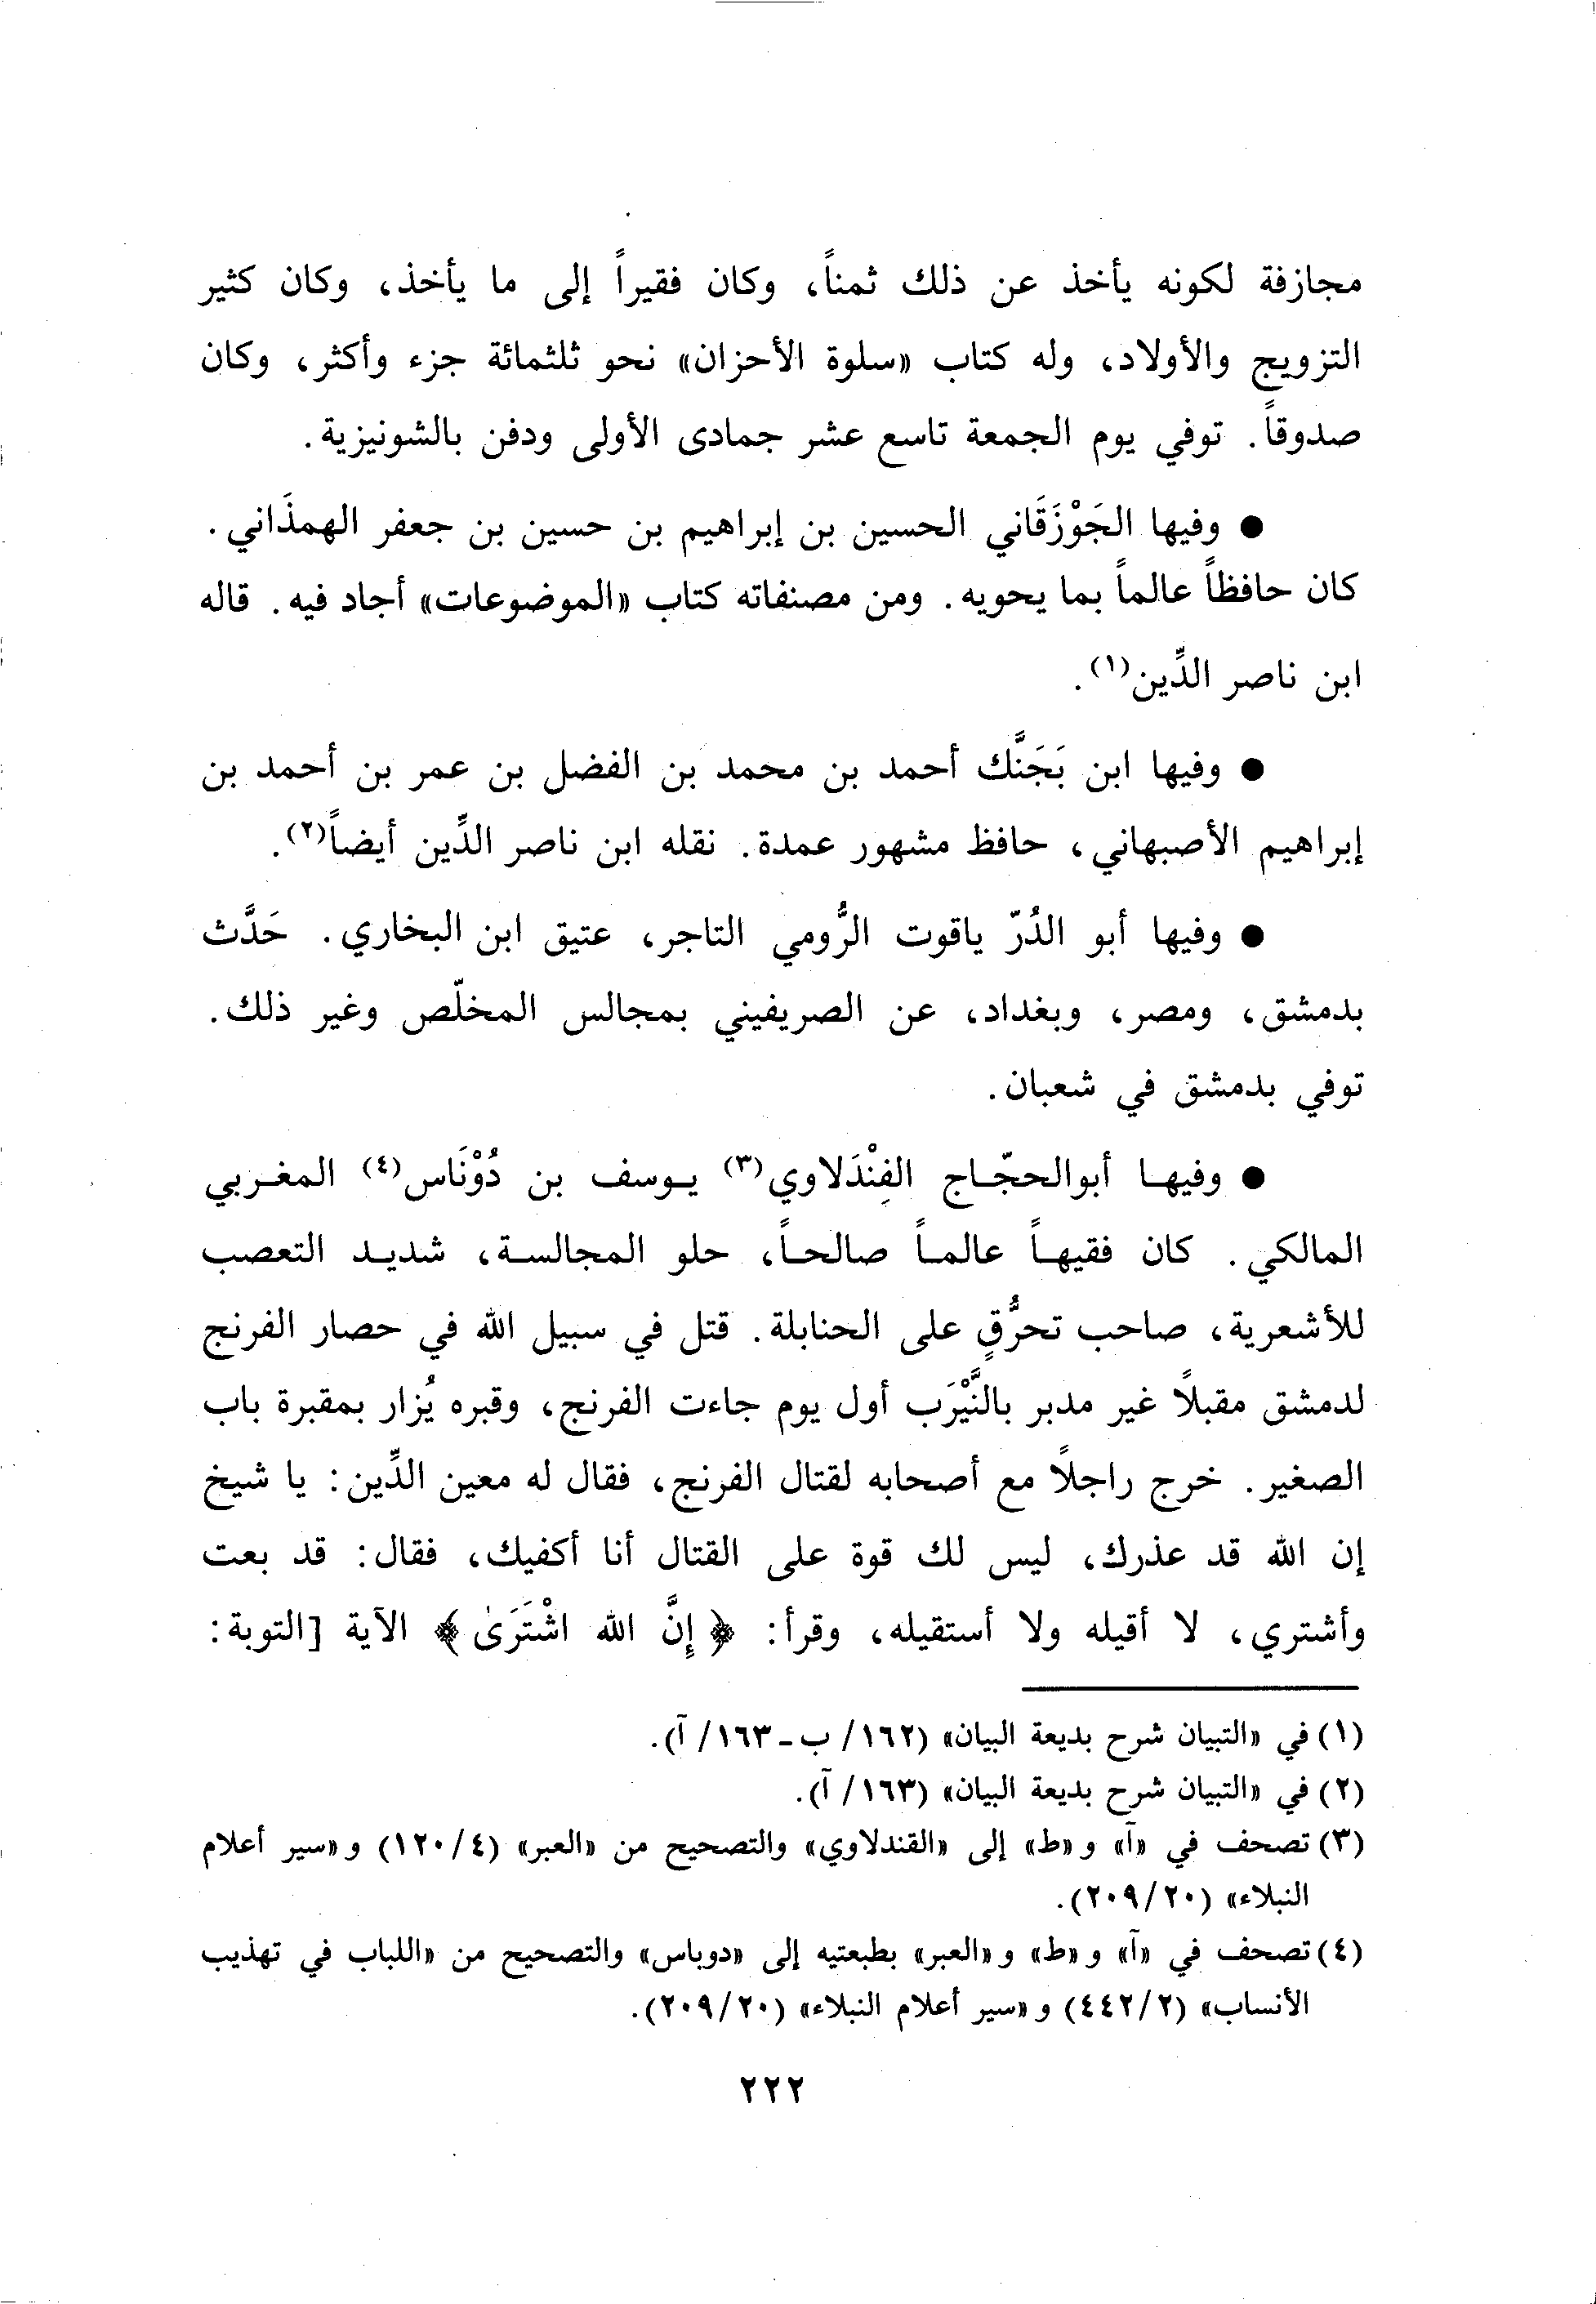 مجازفة لكونه يأخذ عن ذلك ثمناً، وكان فقيراً إلى ما يأخذ، وكان كثير
التزويج والأولاد، وله كتاب «سلوة الأحزان» نحو ثلثمائة جزء وأكثر، وكان
صدوقاً. توفي يوم الجمعة تاسع عشر جمادى الأولى ودفن بالشونيزية.
● وفيها الجَوْزَقَاني الحسين بن إبراهيم بن حسين بن جعفر الهمذَاني.
كان حافظاً عالماً بما يحويه. ومن مصنفاته كتاب «الموضوعات» أجاد فيه. قاله
ابن ناصر الدِّين(١).
● وفيها ابن بَجَنَّك أحمد بن محمد بن الفضل بن عمر بن أحمد بن
إبراهيم الأصبهاني، حافظ مشهور عمدة. نقله ابن ناصر الدِّين أيضاً(٢).
● وفيها أبو الدُرّ ياقوت الرُّومي التاجر، عتيق ابن البخاري. حَدَّث
بدمشق، ومصر، وبغداد، عن الصريفيني بمجالس المخلّص وغير ذلك.
توفي بدمشق في شعبان.
● وفيها أبوالحجّاج الفِنْدَلاوي(٣) يوسف بن دُوْنَاس(٤) المغربي
المالكي. كان فقيهاً عالماً صالحاً، حلو المجالسة، شديد التعصب
للأشعرية، صاحب تحرُّقٍ على الحنابلة. قتل في سبيل الله في حصار الفرنج
لدمشق مقبلاً غير مدبر بالنَّيْرَب أول يوم جاءت الفرنج، وقبره يُزار بمقبرة باب
الصغير. خرج راجلاً مع أصحابه لقتال الفرنج، فقال له معين الدِّين: يا شيخ
إن الله قد عذرك، ليس لك قوة على القتال أنا أكفيك، فقال: قد بعت
وأشتري، لا أقيله ولا أستقيله، وقرأ: ﴿إِنَّ الله اشْتَرَىٰ﴾ الآية [التوبة:
(١) في «التبيان شرح بديعة البيان» (١٦٢/ ب - ١٦٣/ آ).
(٢) في «التبيان شرح بديعة البيان» (١٦٣/ آ).
(٣) تصحف في «آ» و «ط» إلى «القندلاوي» والتصحيح من «العبر» (٤/ ١٢٠) و «سير أعلام
النبلاء» (٢٠/ ٢٠٩).
(٤) تصحف في «آ» و «ط» و «العبر» بطبعتيه إلى «دوباس» والتصحيح من «اللباب في تهذيب
الأنساب» (٢/ ٤٤٢) و «سير أعلام النبلاء» (٢٠/ ٢٠٩).
٢٢٢